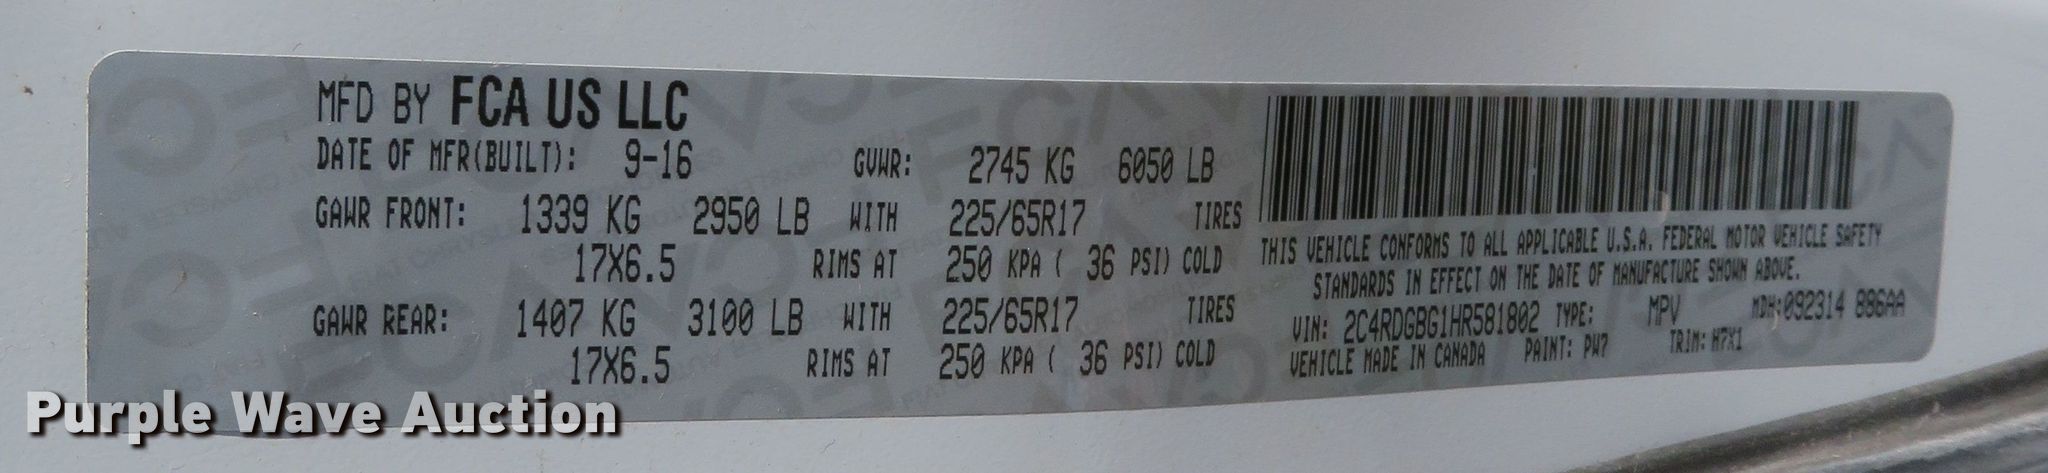 MFD BY FCA US LLC
DATE OF MFR(BUILT): 9-16 GVWR: 2745 KG 6050 LB
GAWR FRONT: 1339 KG 2950 LB WITH 225/65R17 TIRES
17X6.5 RIMS AT 250 KPA ( 36 PSI) COLD
GAWR REAR: 1407 KG 3100 LB WITH 225/65R17 TIRES
17X6.5 RIMS AT 250 KPA ( 36 PSI) COLD
THIS VEHICLE CONFORMS TO ALL APPLICABLE U.S.A. FEDERAL MOTOR VEHICLE SAFETY
STANDARDS IN EFFECT ON THE DATE OF MANUFACTURE SHOWN ABOVE.
VIN: 2C4RDGBG1HR581802 TYPE: MPV MDH:092314 886AA
VEHICLE MADE IN CANADA PAINT: PW7 TRIM: M7X1
Purple Wave Auction